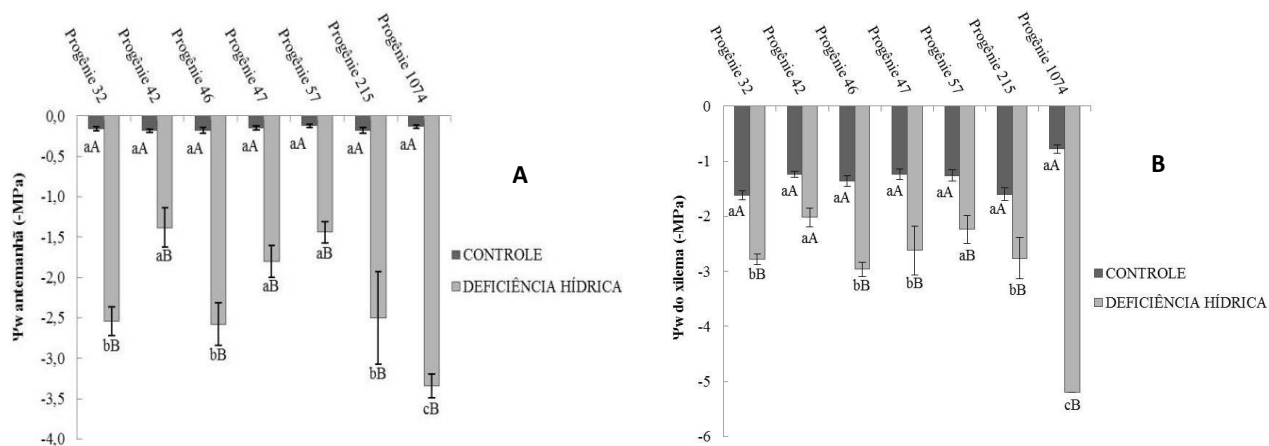 Progênie 32
Progênie 42
Progênie 46
Progênie 47
Progênie 57
Progênie 215
Progênie 1074
0,0
-0,5
-1,0
-1,5
-2,0
-2,5
-3,0
-3,5
-4,0
Ψw antemanhã (-MPa)
aA
aA
aA
aA
aA
aA
aA
bB
aB
bB
aB
aB
bB
cB
A
CONTROLE
DEFICIÊNCIA HÍDRICA
Progênie 32
Progênie 42
Progênie 46
Progênie 47
Progênie 57
Progênie 215
Progênie 1074
0
-1
-2
-3
-4
-5
-6
Ψw do xilema (-MPa)
aA
aA
aA
aA
aA
aA
aA
bB
aA
bB
bB
aB
bB
cB
B
CONTROLE
DEFICIÊNCIA HÍDRICA